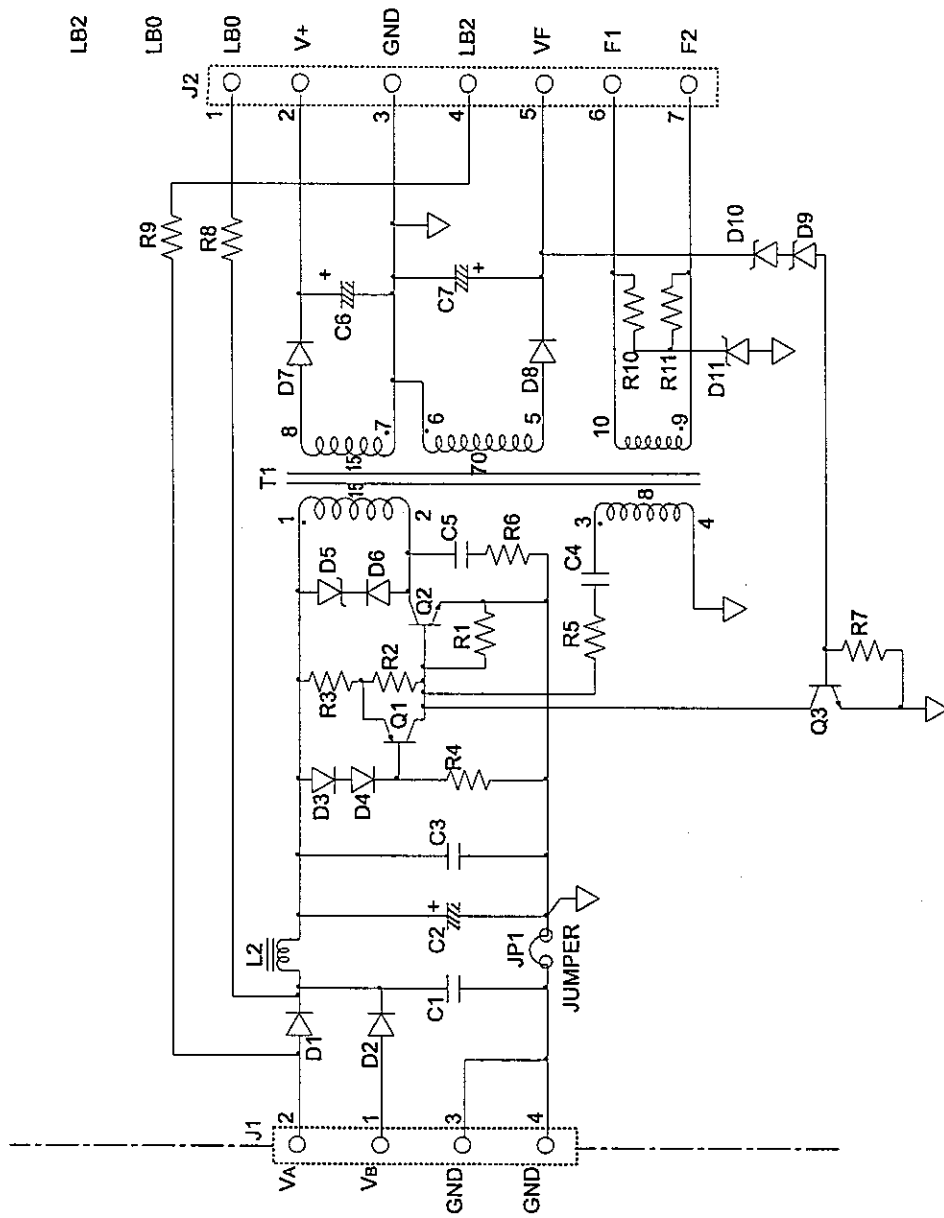 LB2
LB0
LB0
V+
GND
LB2
VF
F1
F2
J2
1
2
3
4
5
6
7
R9
R8
D10
D9
+
C6
C7
+
D7
D8
R10
R11
D11
8
.7
6
5
10
.9
15
70
T1
15
8
1
2
3
4
D5
D6
C5
R6
Q2
R1
C4
R5
R3
R2
Q1
R7
Q3
D3
D4
R4
C3
C2
+
L2
JP1
JUMPER
C1
D1
D2
J1
2
1
3
4
VA
VB
GND
GND